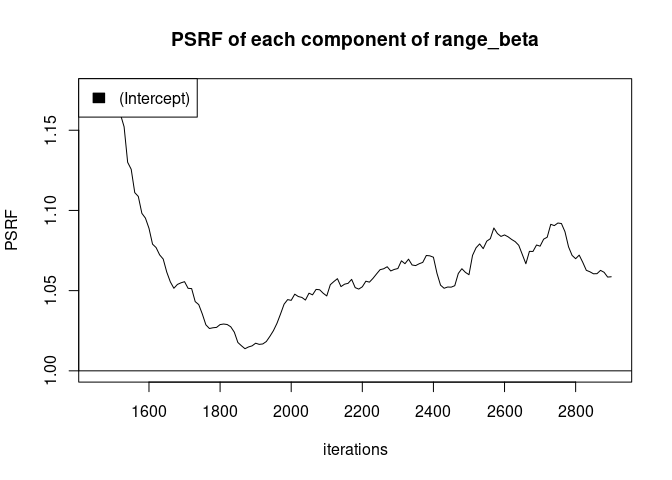 PSRF of each component of range_beta
(Intercept)
PSRF
1.15
1.10
1.05
1.00
1600 1800 2000 2200 2400 2600 2800
iterations